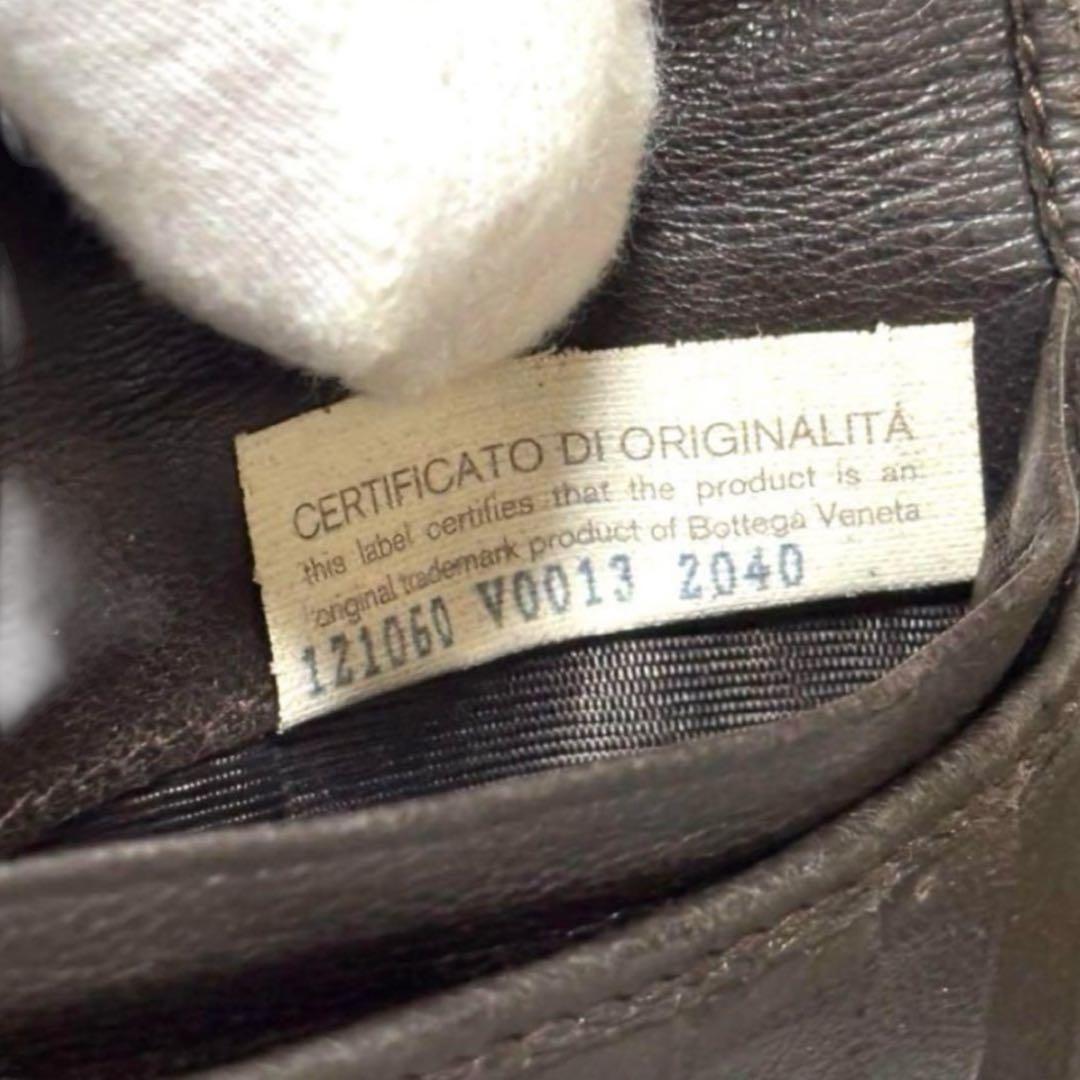 CERTIFICATO DI ORIGINALITÁ
this label certifies that the product is an
original trademark product of Bottega Veneta
121060 V0013 2040